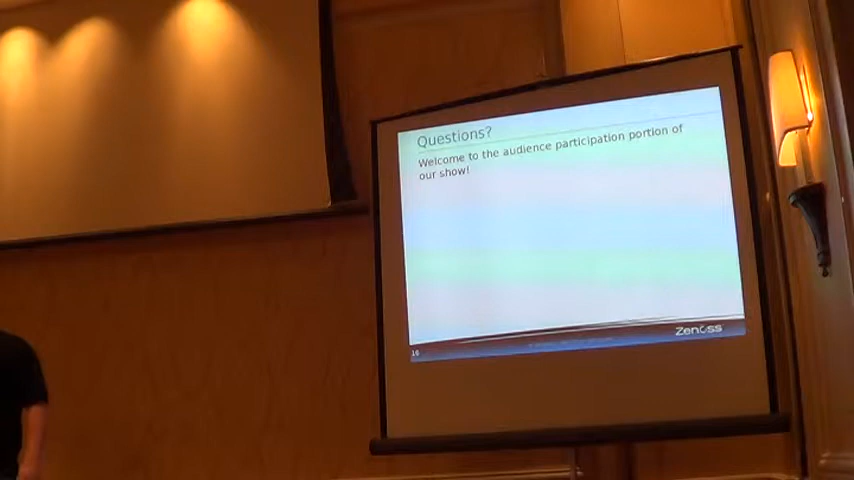 Questions?
Welcome to the audience participation portion of
our show!
16
Zenoss